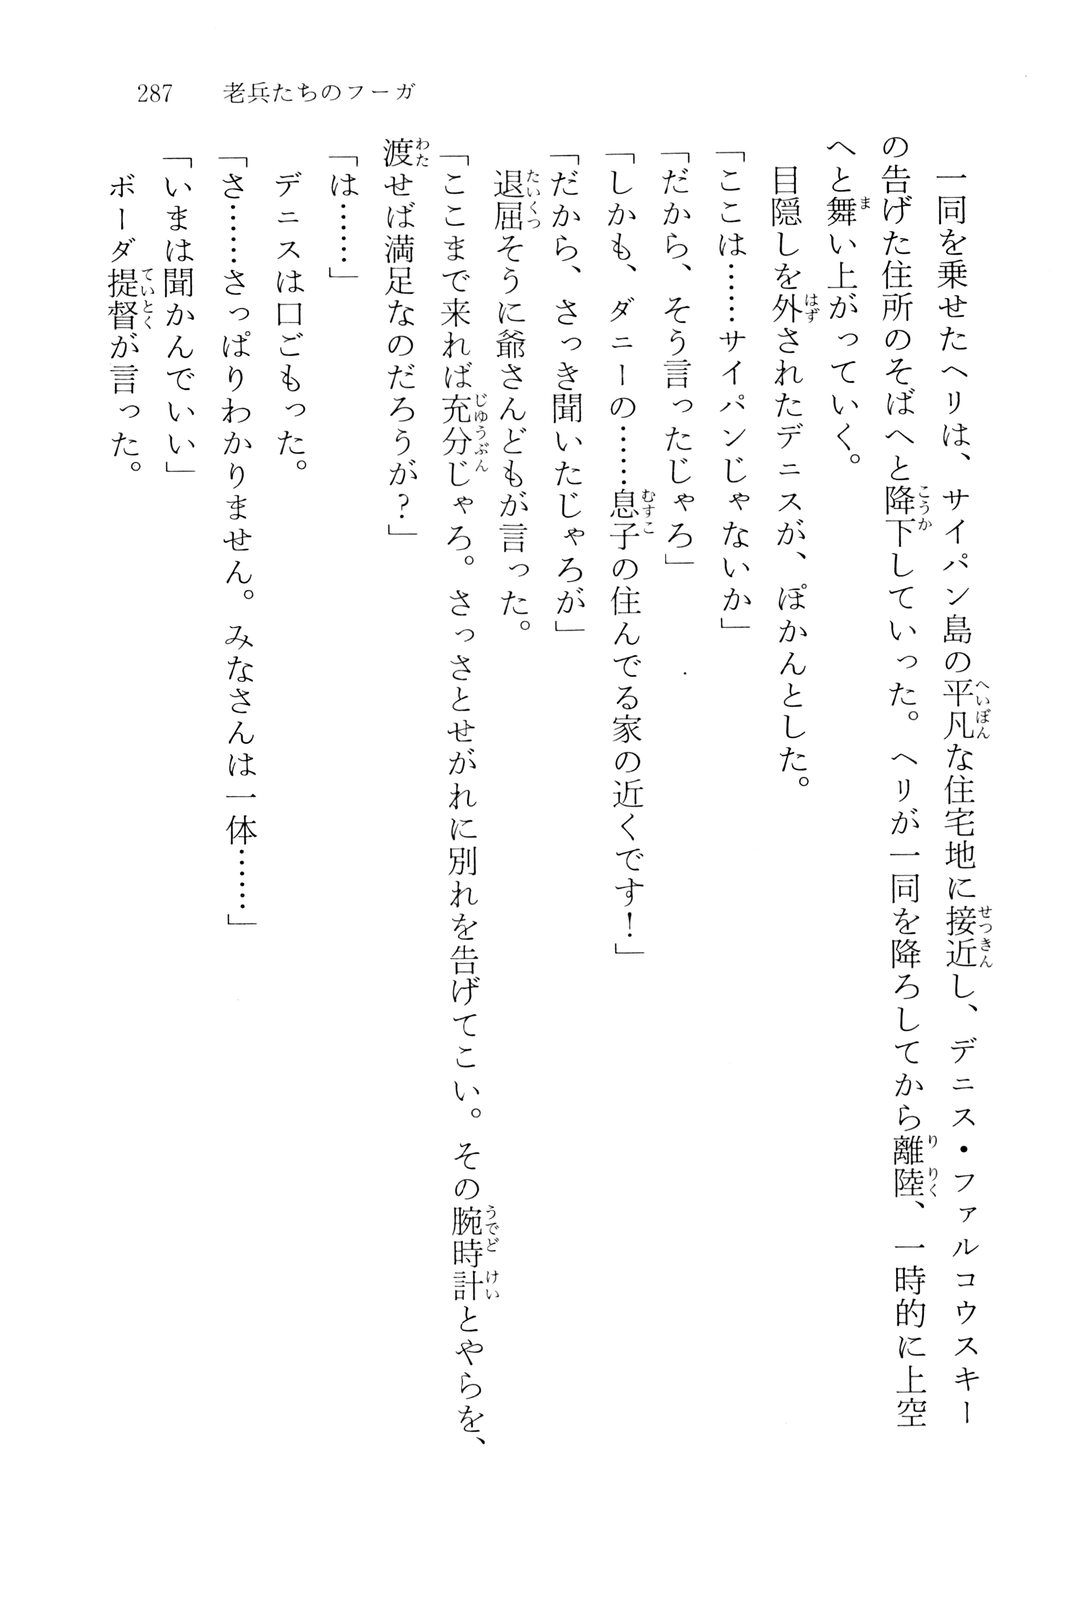 287　老兵たちのフーガ
　一同を乗せたヘリは、サイパン島の平凡な住宅地に接近し、デニス・ファルコウスキー
の告げた住所のそばへと降下していった。ヘリが一同を降ろしてから離陸、一時的に上空
へと舞い上がっていく。
　目隠しを外されたデニスが、ぽかんとした。
「ここは……サイパンじゃないか」
「だから、そう言ったじゃろ」
「しかも、ダニーの……息子の住んでる家の近くです！」
「だから、さっき聞いたじゃろが」
　退屈そうに爺さんどもが言った。
「ここまで来れば充分じゃろ。さっさとせがれに別れを告げてこい。その腕時計とやらを、
渡せば満足なのだろうが？」
「は……」
　デニスは口ごもった。
「さ……さっぱりわかりません。みなさんは一体……」
「いまは聞かんでいい」
　ボーダ提督が言った。